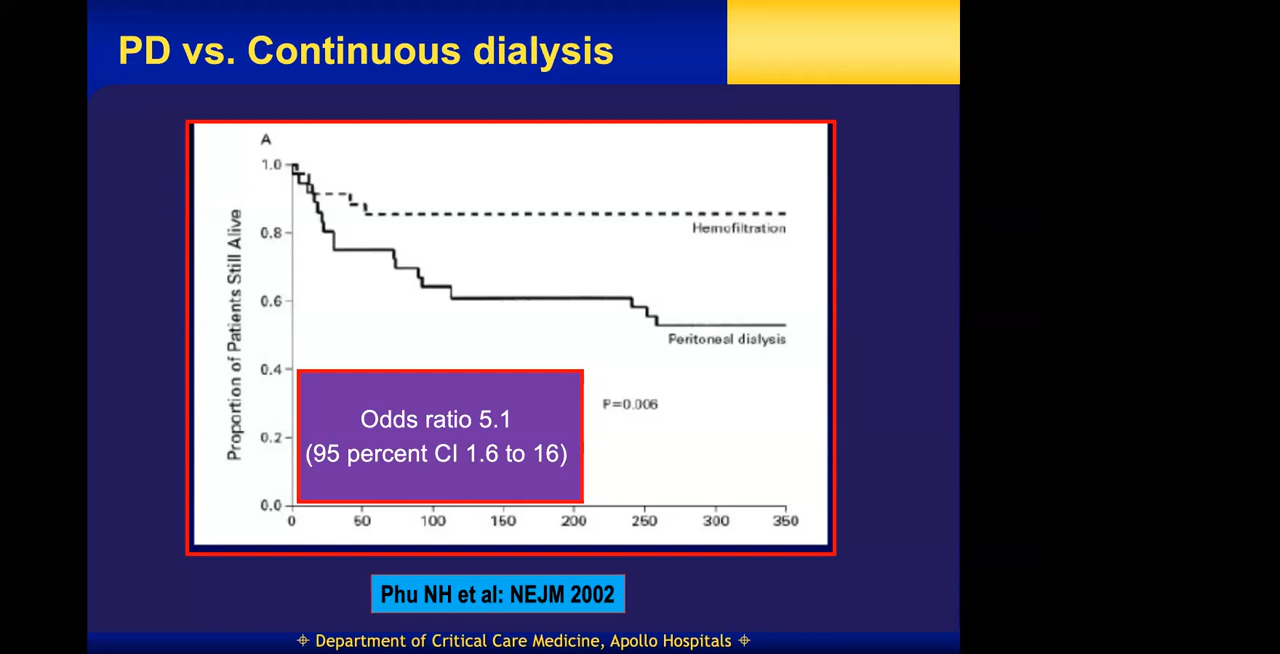 PD vs. Continuous dialysis
A
Proportion of Patients Still Alive
1.0
0.8
0.6
0.4
0.2
0.0
Hemofiltration
Peritoneal dialysis
P=0.006
Odds ratio 5.1
(95 percent CI 1.6 to 16)
0 50 100 150 200 250 300 350
Phu NH et al: NEJM 2002
⌖ Department of Critical Care Medicine, Apollo Hospitals ⌖